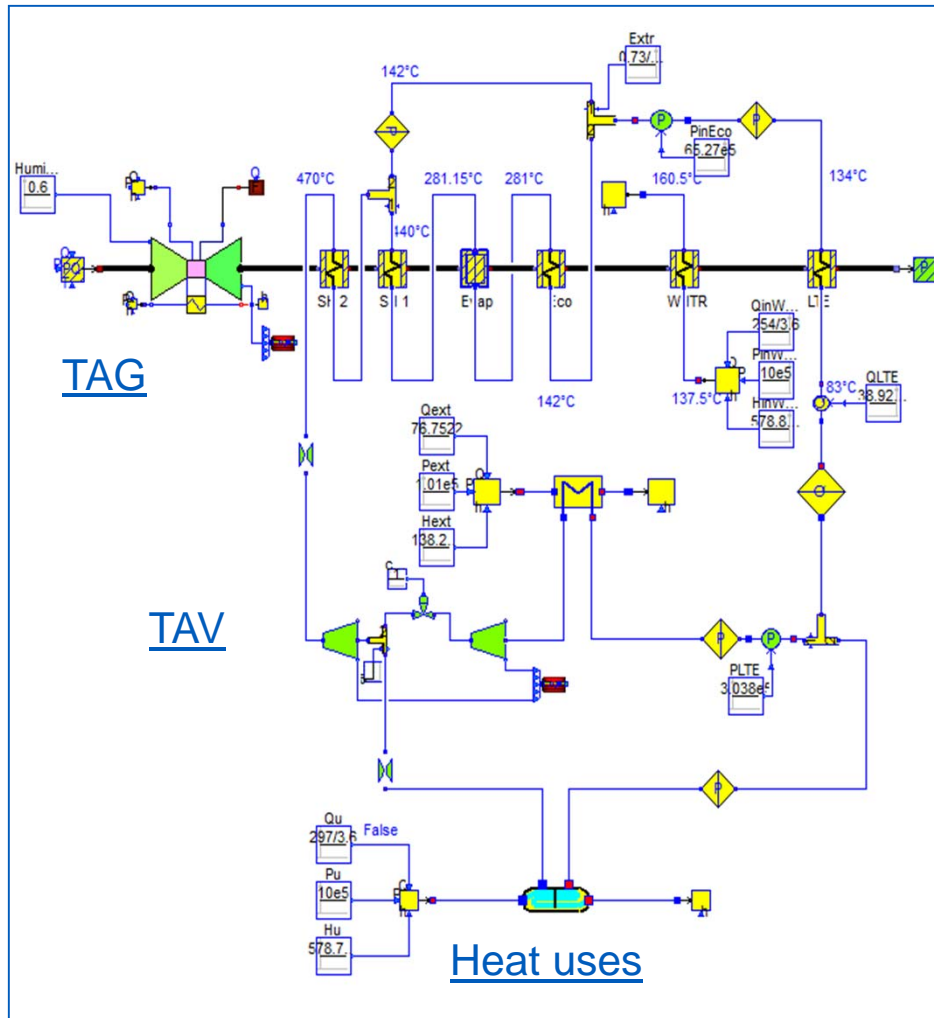 Extr
0.73/...
142°C
P
P
P
PinEco
65.27e5
Humi...
0.6
Q
470°C
281.15°C
281°C
160.5°C
134°C
440°C
Eco
LTE
TAG
QinW...
254/3.6
PinW...
10e5
HinW...
578.8...
137.5°C
142°C
83°C
QLTE
38.92...
Qext
76.7522
Pext
1.01e5
Hext
138.2...
TAV
P
P
PLTE
3.038e5
P
Qu
297/3.6
False
Pu
10e5
Hu
578.7...
Heat uses